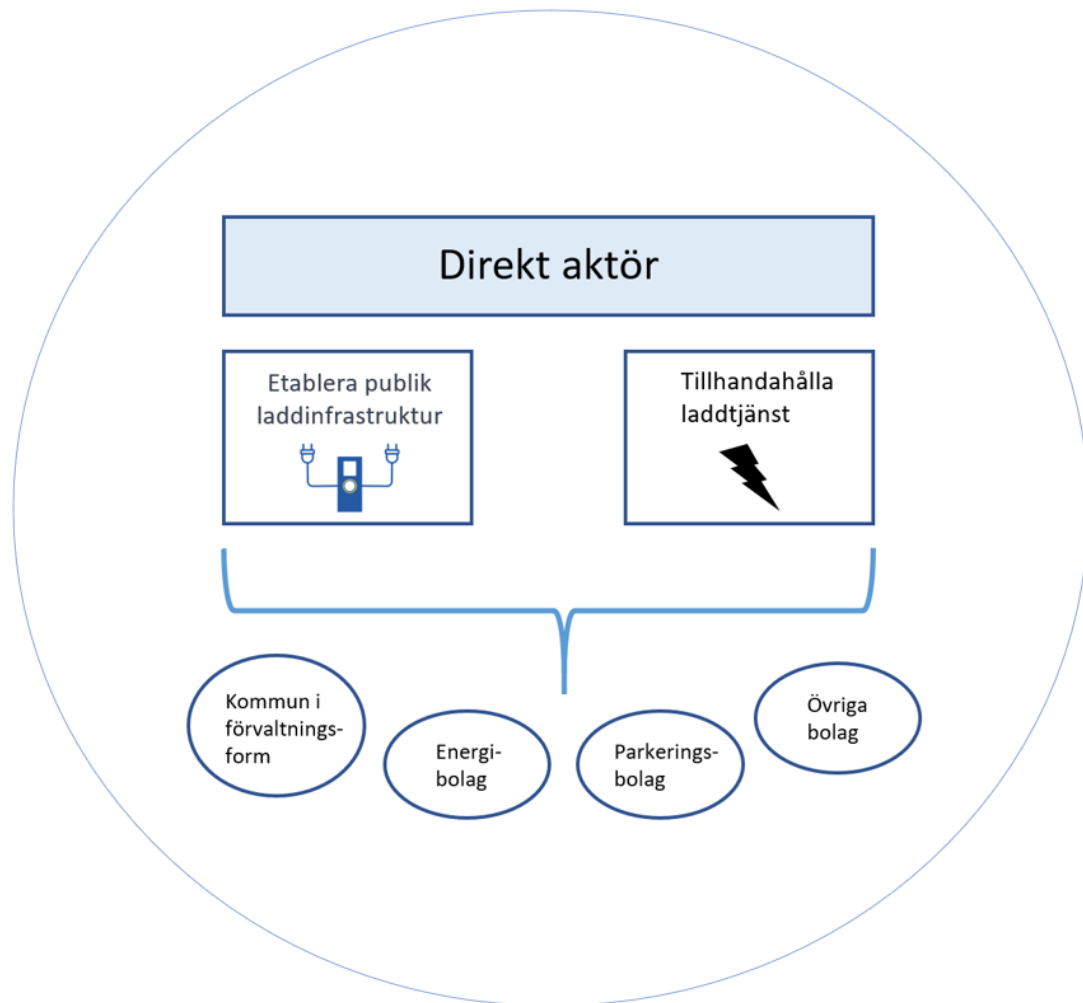 Direkt aktör
Etablera publik
laddinfrastruktur
Tillhandahålla
laddtjänst
Kommun i
förvaltnings-
form
Energi-
bolag
Parkerings-
bolag
Övriga
bolag